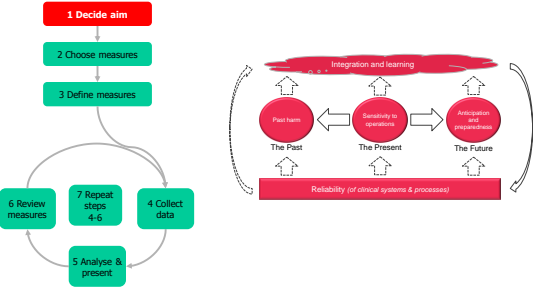 1 Decide aim
2 Choose measures
3 Define measures
6 Review
measures
7 Repeat
steps
4-6
4 Collect
data
5 Analyse &
present
Integration and learning
Past harm
Sensitivity to
operations
Anticipation
and
preparedness
The Past
The Present
The Future
Reliability (of clinical systems & processes)